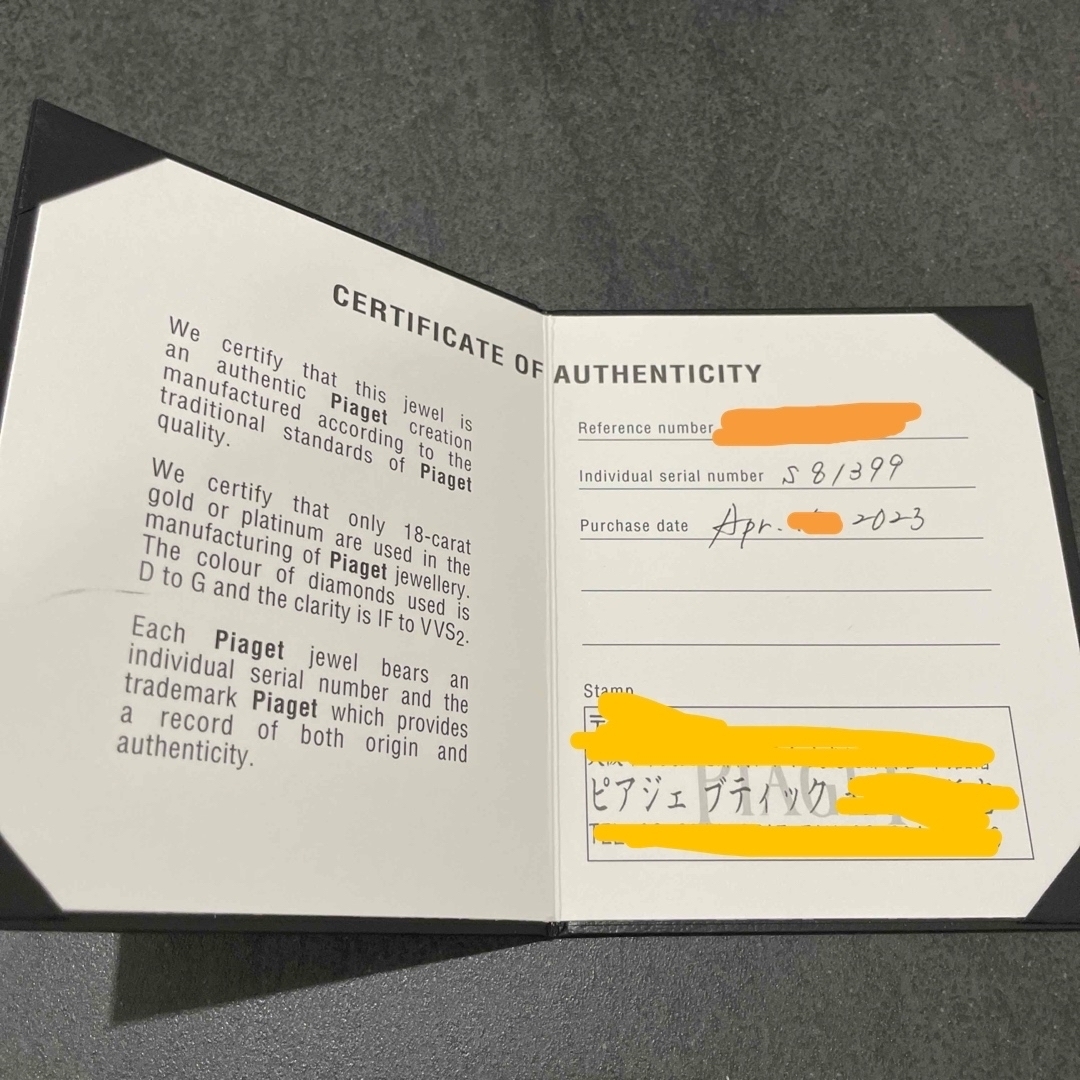 CERTIFICATE OF AUTHENTICITY
We certify that this jewel is
an authentic Piaget creation
manufactured according to the
traditional standards of Piaget
quality.
We certify that only 18-carat
gold or platinum are used in the
manufacturing of Piaget jewellery.
The colour of diamonds used is
D to G and the clarity is IF to VVS2.
Each Piaget jewel bears an
individual serial number and the
trademark Piaget which provides
a record of both origin and
authenticity.
Reference number
Individual serial number S 81399
Purchase date Apr. 2023
Stamp
〒
ピアジェ ブティック
PIAGET
TEL